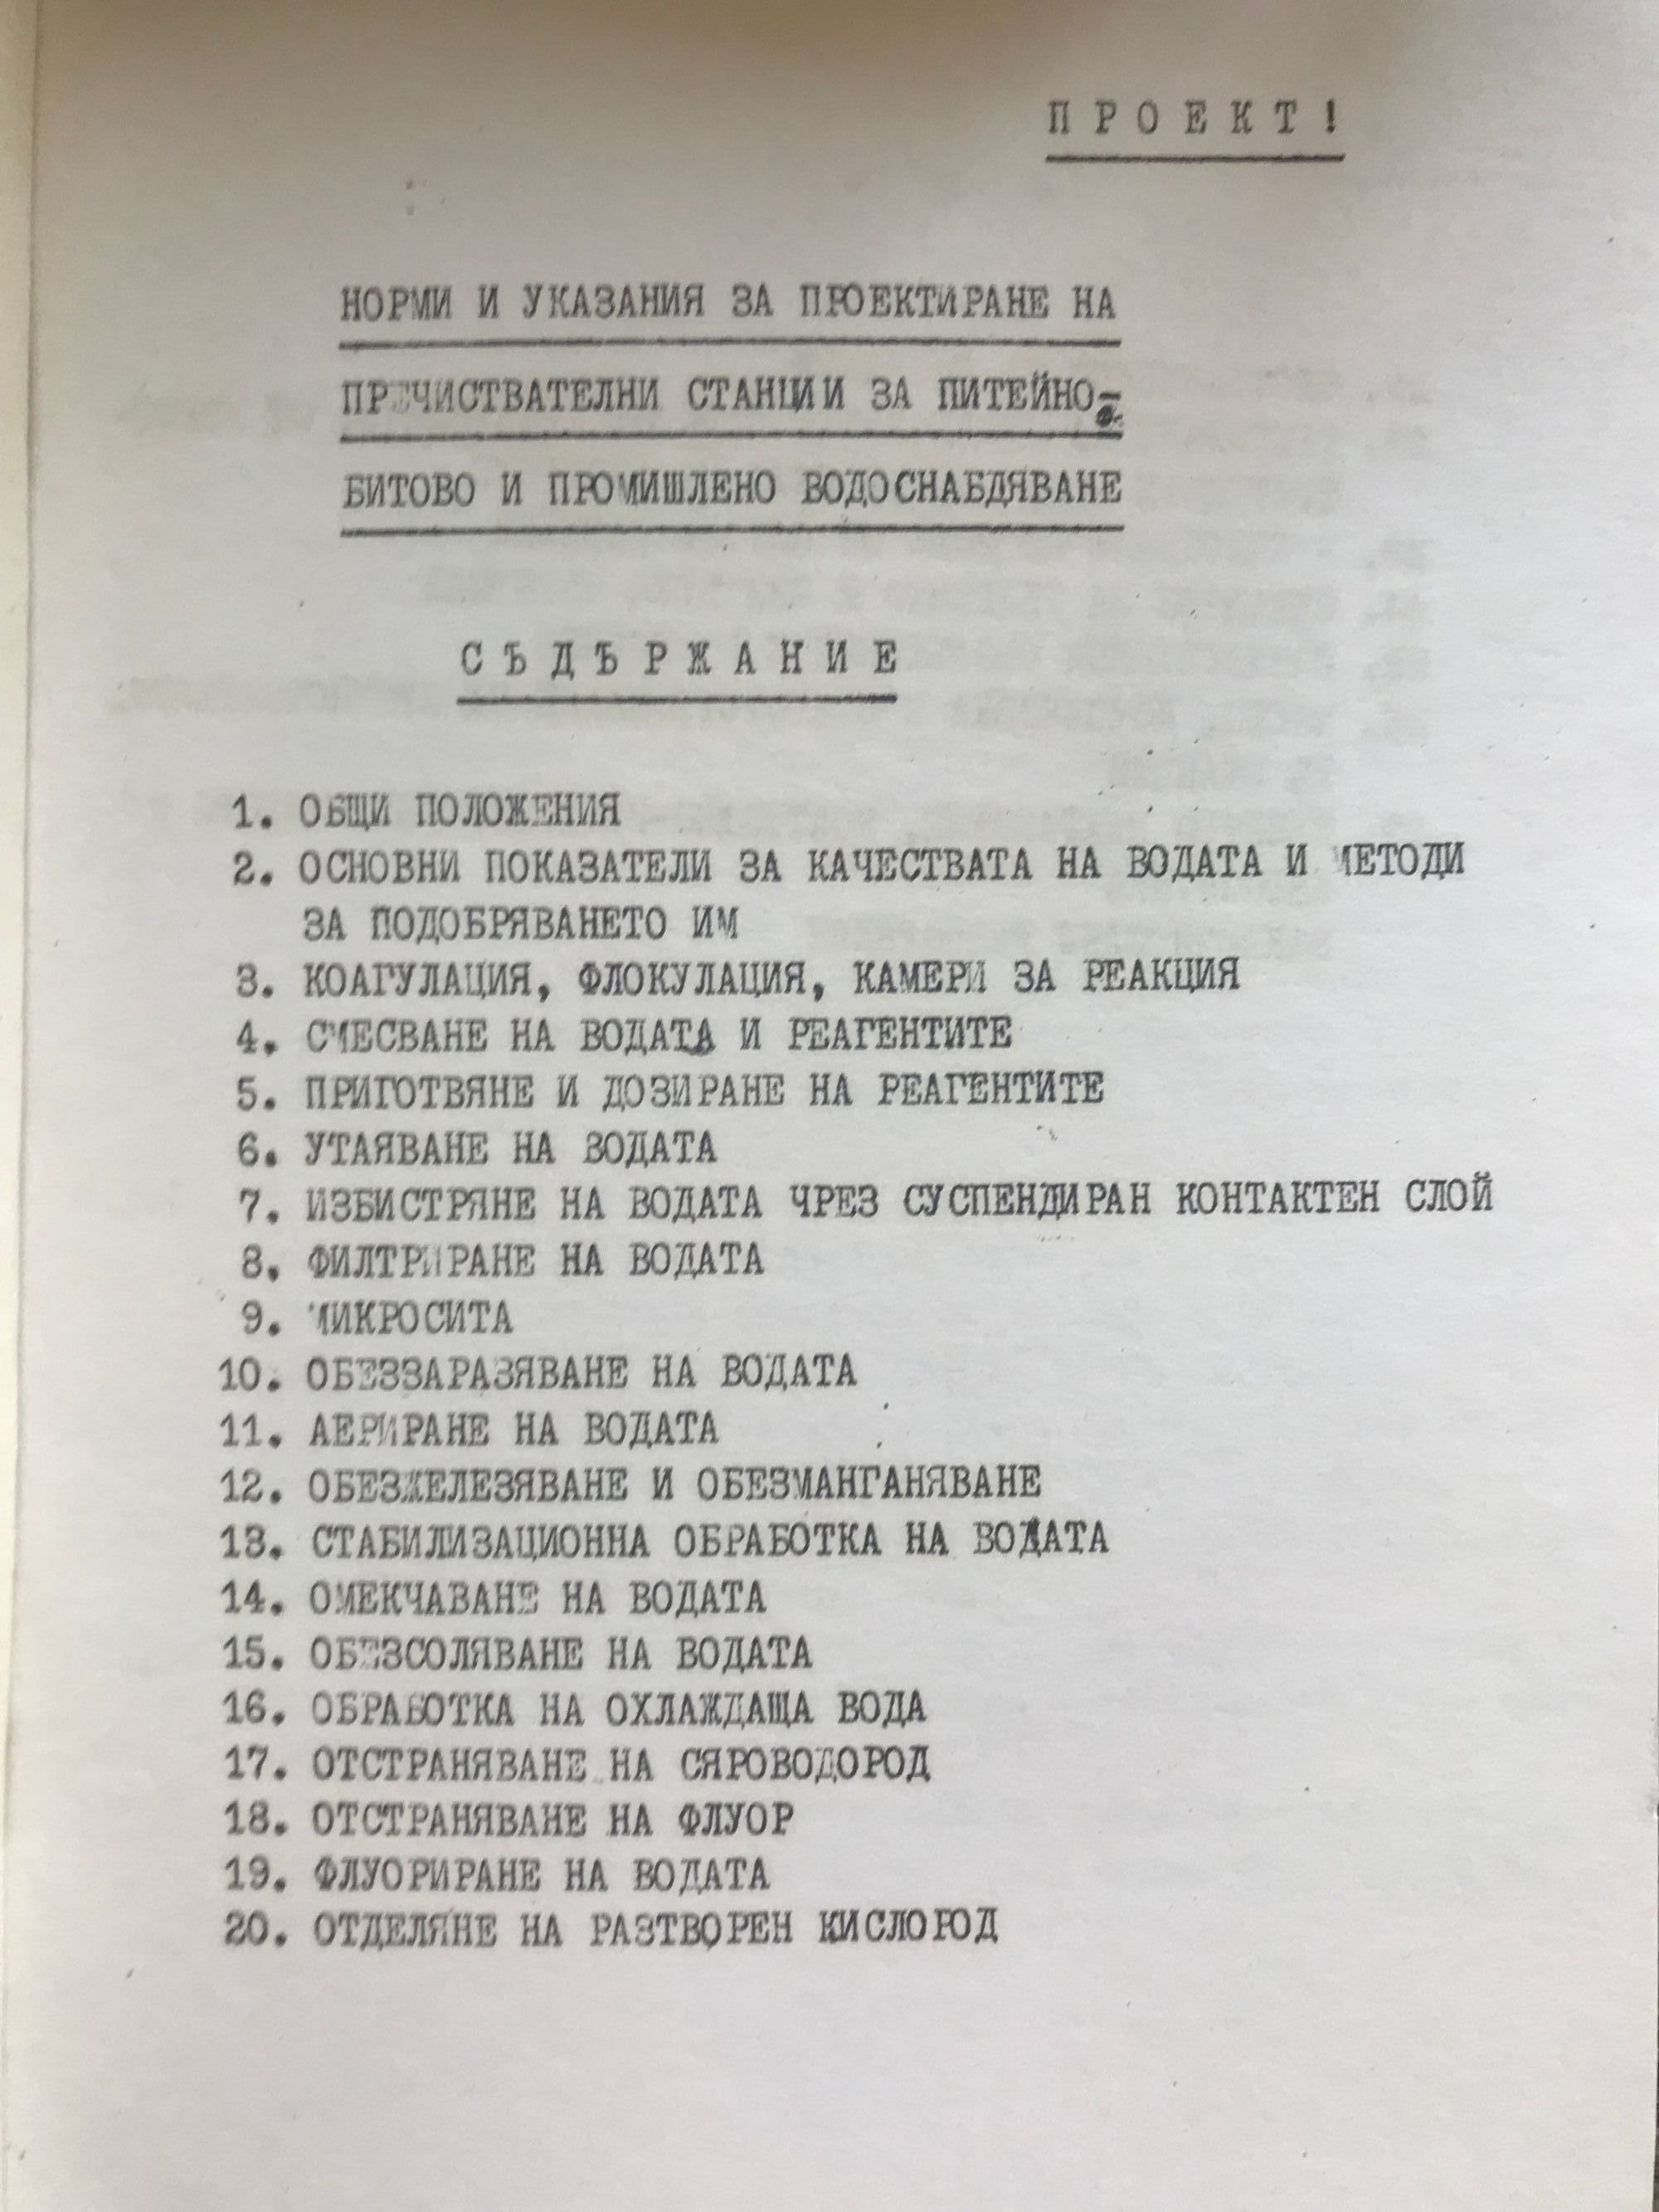 П Р О Е К Т !
НОРМИ И УКАЗАНИЯ ЗА ПРОЕКТИРАНЕ НА
ПРЕЧИСТВАТЕЛНИ СТАНЦИИ ЗА ПИТЕЙНО-
БИТОВО И ПРОМИШЛЕНО ВОДОСНАБДЯВАНЕ
С Ъ Д Ъ Р Ж А Н И Е
1. ОБЩИ ПОЛОЖЕНИЯ
2. ОСНОВНИ ПОКАЗАТЕЛИ ЗА КАЧЕСТВАТА НА ВОДАТА И МЕТОДИ
ЗА ПОДОБРЯВАНЕТО ИМ
3. КОАГУЛАЦИЯ, ФЛОКУЛАЦИЯ, КАМЕРИ ЗА РЕАКЦИЯ
4. СМЕСВАНЕ НА ВОДАТА И РЕАГЕНТИТЕ
5. ПРИГОТВЯНЕ И ДОЗИРАНЕ НА РЕАГЕНТИТЕ
6. УТАЯВАНЕ НА ВОДАТА
7. ИЗБИСТРЯНЕ НА ВОДАТА ЧРЕЗ СУСПЕНДИРАН КОНТАКТЕН СЛОЙ
8. ФИЛТРИРАНЕ НА ВОДАТА
9. МИКРОСИТА
10. ОБЕЗЗАРАЗЯВАНЕ НА ВОДАТА
11. АЕРИРАНЕ НА ВОДАТА
12. ОБЕЗЖЕЛЕЗЯВАНЕ И ОБЕЗМАНГАНЯВАНЕ
13. СТАБИЛИЗАЦИОННА ОБРАБОТКА НА ВОДАТА
14. ОМЕКЧАВАНЕ НА ВОДАТА
15. ОБЕЗСОЛЯВАНЕ НА ВОДАТА
16. ОБРАБОТКА НА ОХЛАЖДАЩА ВОДА
17. ОТСТРАНЯВАНЕ НА СЯРОВОДОРОД
18. ОТСТРАНЯВАНЕ НА ФЛУОР
19. ФЛУОРИРАНЕ НА ВОДАТА
20. ОТДЕЛЯНЕ НА РАЗТВОРЕН КИСЛОРОД